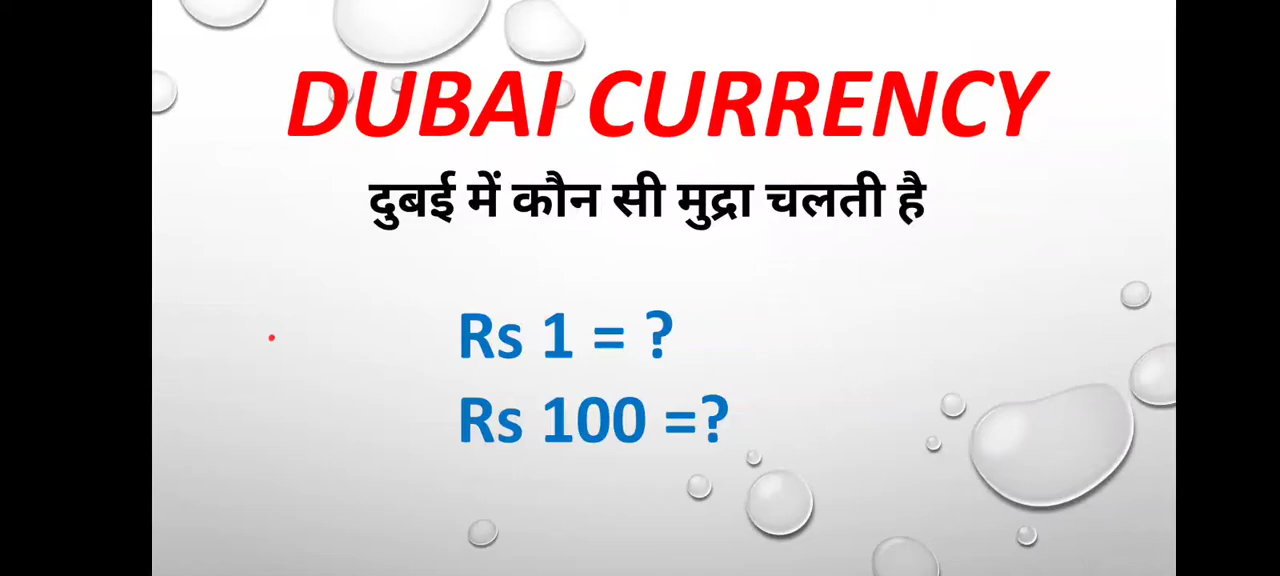 DUBAI CURRENCY
दुबई में कौन सी मुद्रा चलती है
Rs 1 = ?
Rs 100 =?